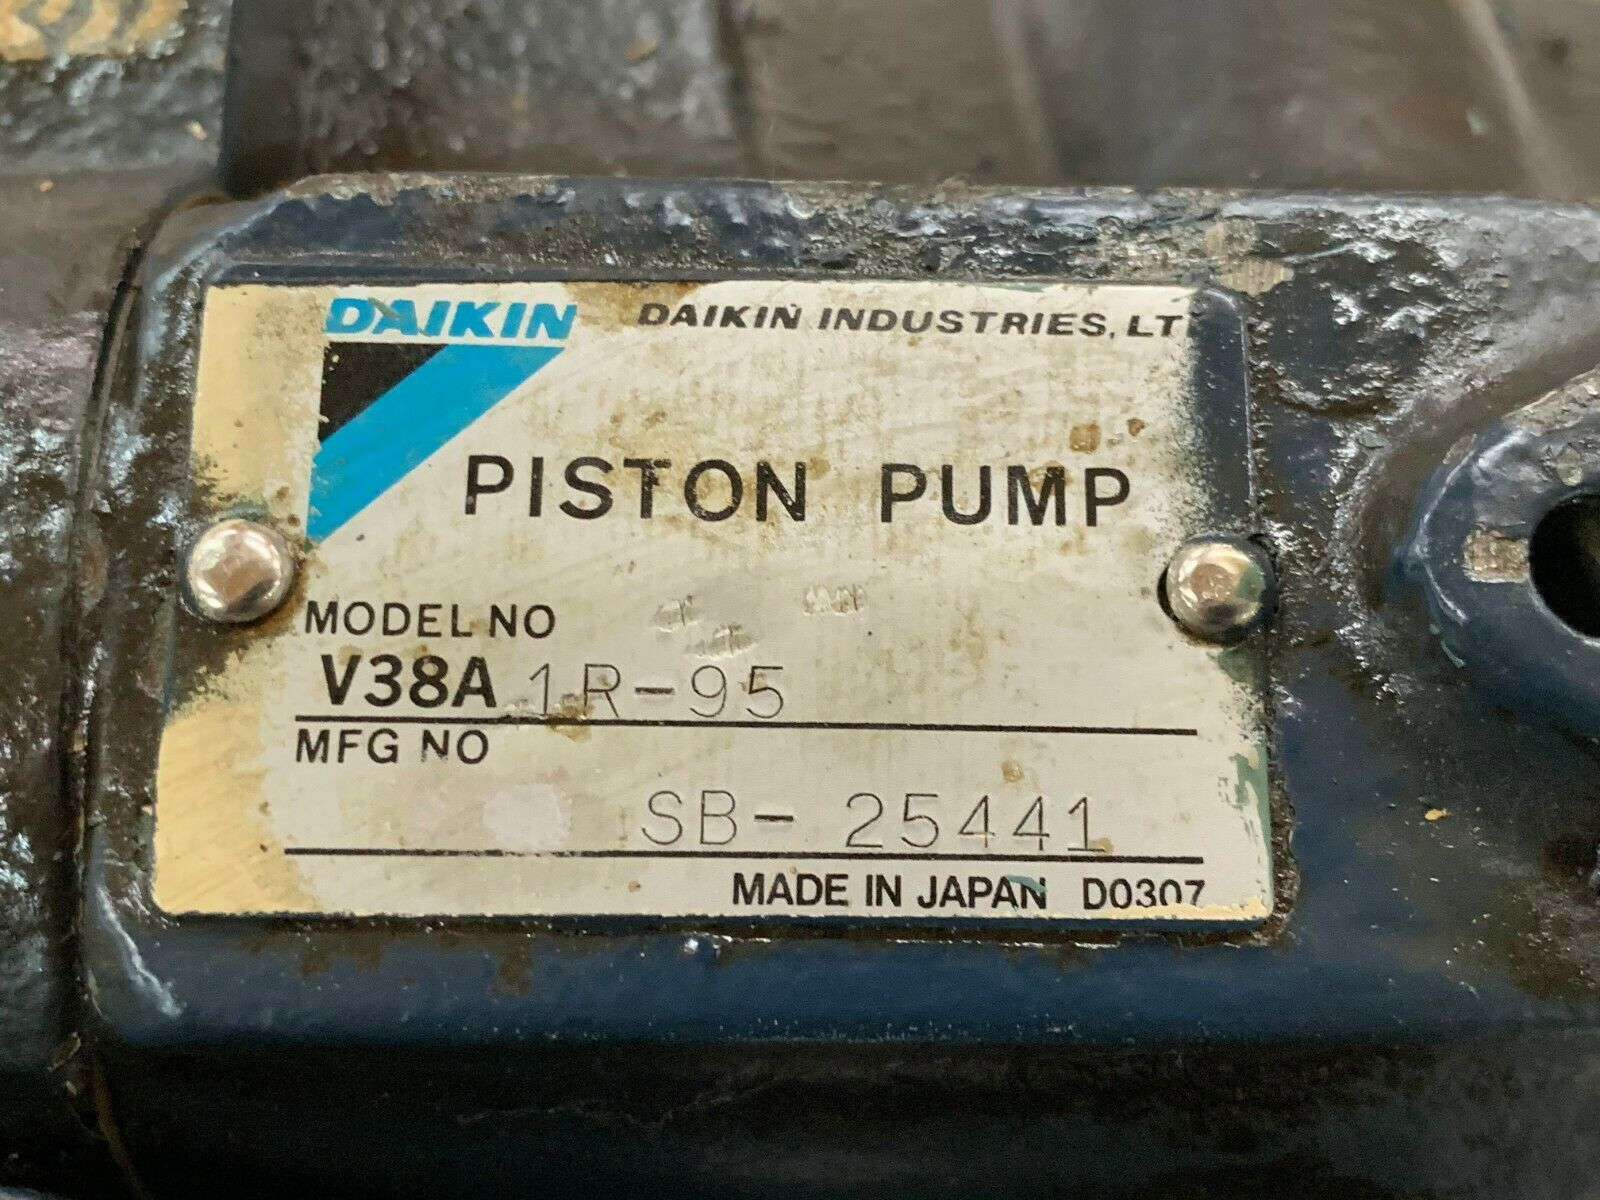 DAIKIN DAIKIN INDUSTRIES, LT
PISTON PUMP
MODEL NO
V38A 1R-95
MFG NO
SB- 25441
MADE IN JAPAN D0307